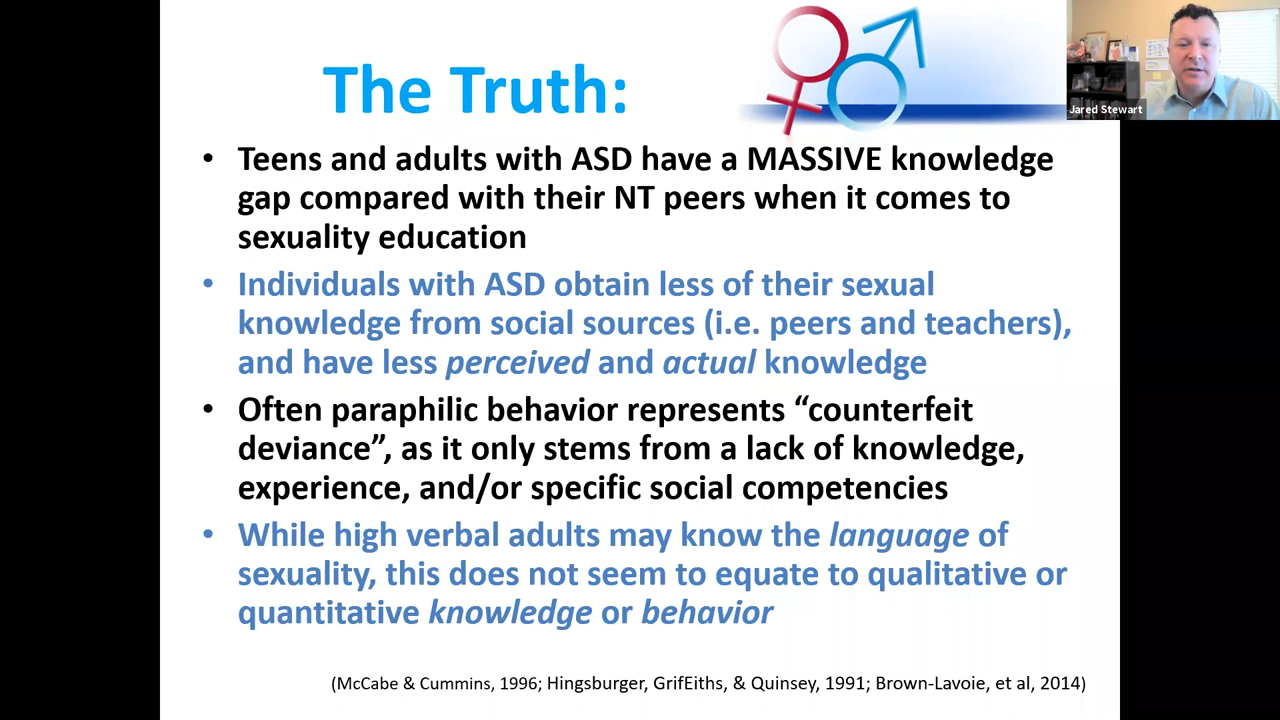 The Truth:
Jared Stewart
• Teens and adults with ASD have a MASSIVE knowledge
gap compared with their NT peers when it comes to
sexuality education
• Individuals with ASD obtain less of their sexual
knowledge from social sources (i.e. peers and teachers),
and have less perceived and actual knowledge
• Often paraphilic behavior represents “counterfeit
deviance”, as it only stems from a lack of knowledge,
experience, and/or specific social competencies
• While high verbal adults may know the language of
sexuality, this does not seem to equate to qualitative or
quantitative knowledge or behavior
(McCabe & Cummins, 1996; Hingsburger, GrifEiths, & Quinsey, 1991; Brown-Lavoie, et al, 2014)